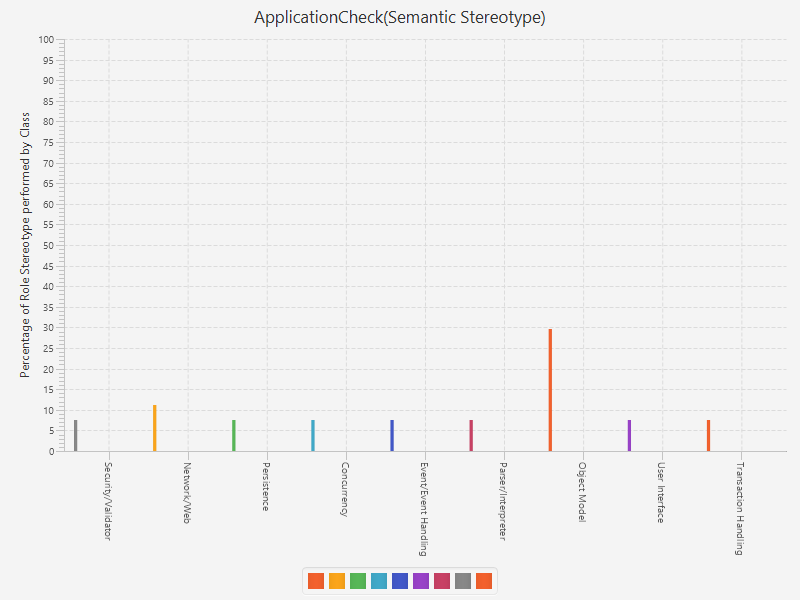 ApplicationCheck(Semantic Stereotype)
Percentage of Role Stereotype performed by Class
100
95
90
85
80
75
70
65
60
55
50
45
40
35
30
25
20
15
10
5
0
Security/Validator
Network/Web
Persistence
Concurrency
Event/Event Handling
Parser/Interpreter
Object Model
User Interface
Transaction Handling